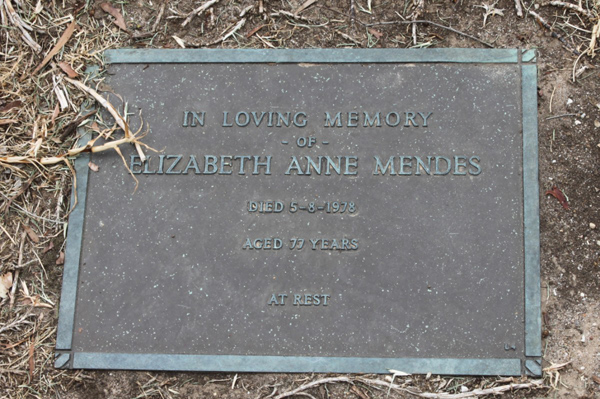 IN LOVING MEMORY
- OF -
ELIZABETH ANNE MENDES
DIED 5-8-1978
AGED 77 YEARS
AT REST